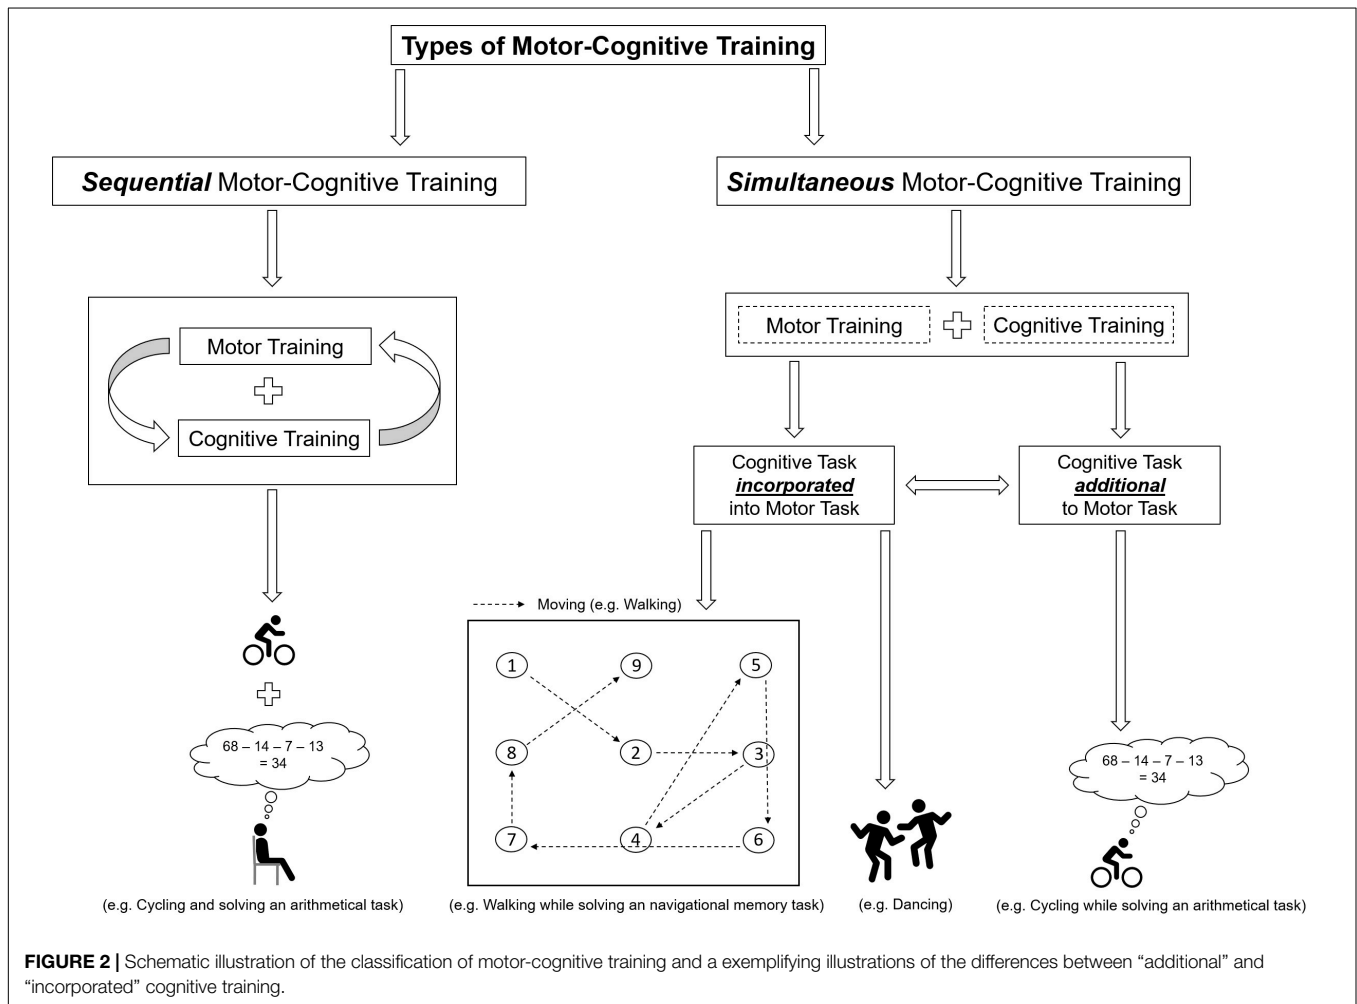 Types of Motor-Cognitive Training
Sequential Motor-Cognitive Training
Simultaneous Motor-Cognitive Training
Motor Training
Cognitive Training
Motor Training
Cognitive Training
Cognitive Task
incorporated
into Motor Task
Cognitive Task
additional
to Motor Task
68 – 14 – 7 – 13
= 34
(e.g. Cycling and solving an arithmetical task)
Moving (e.g. Walking)
1 9 5
8 2 3
7 4 6
(e.g. Walking while solving an navigational memory task)
(e.g. Dancing)
68 – 14 – 7 – 13
= 34
(e.g. Cycling while solving an arithmetical task)
FIGURE 2 | Schematic illustration of the classification of motor-cognitive training and a exemplifying illustrations of the differences between “additional” and
“incorporated” cognitive training.